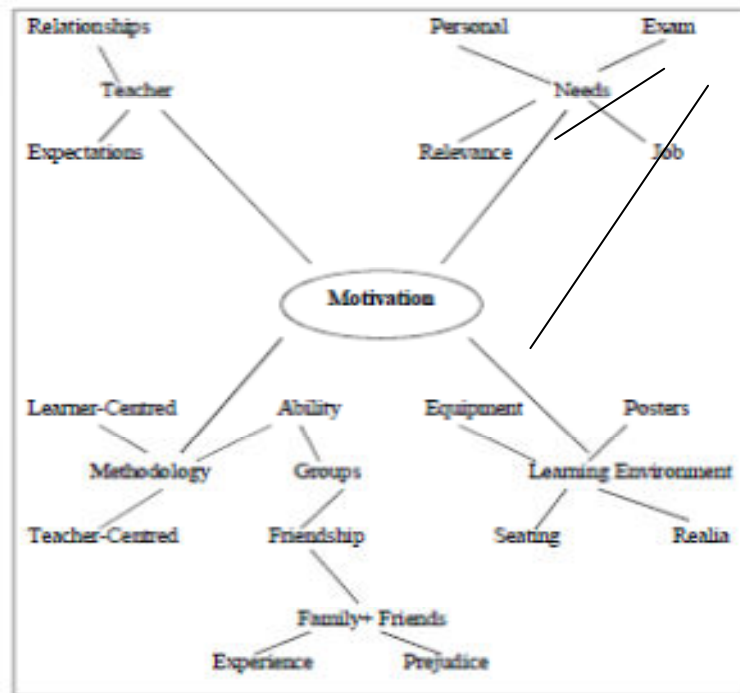 Relationships
Personal
Exam
Teacher
Needs
Expectations
Relevance
Job
Motivation
Learner-Centred
Ability
Equipment
Posters
Methodology
Groups
Learning Environment
Teacher-Centred
Friendship
Seating
Realia
Family+ Friends
Experience
Prejudice